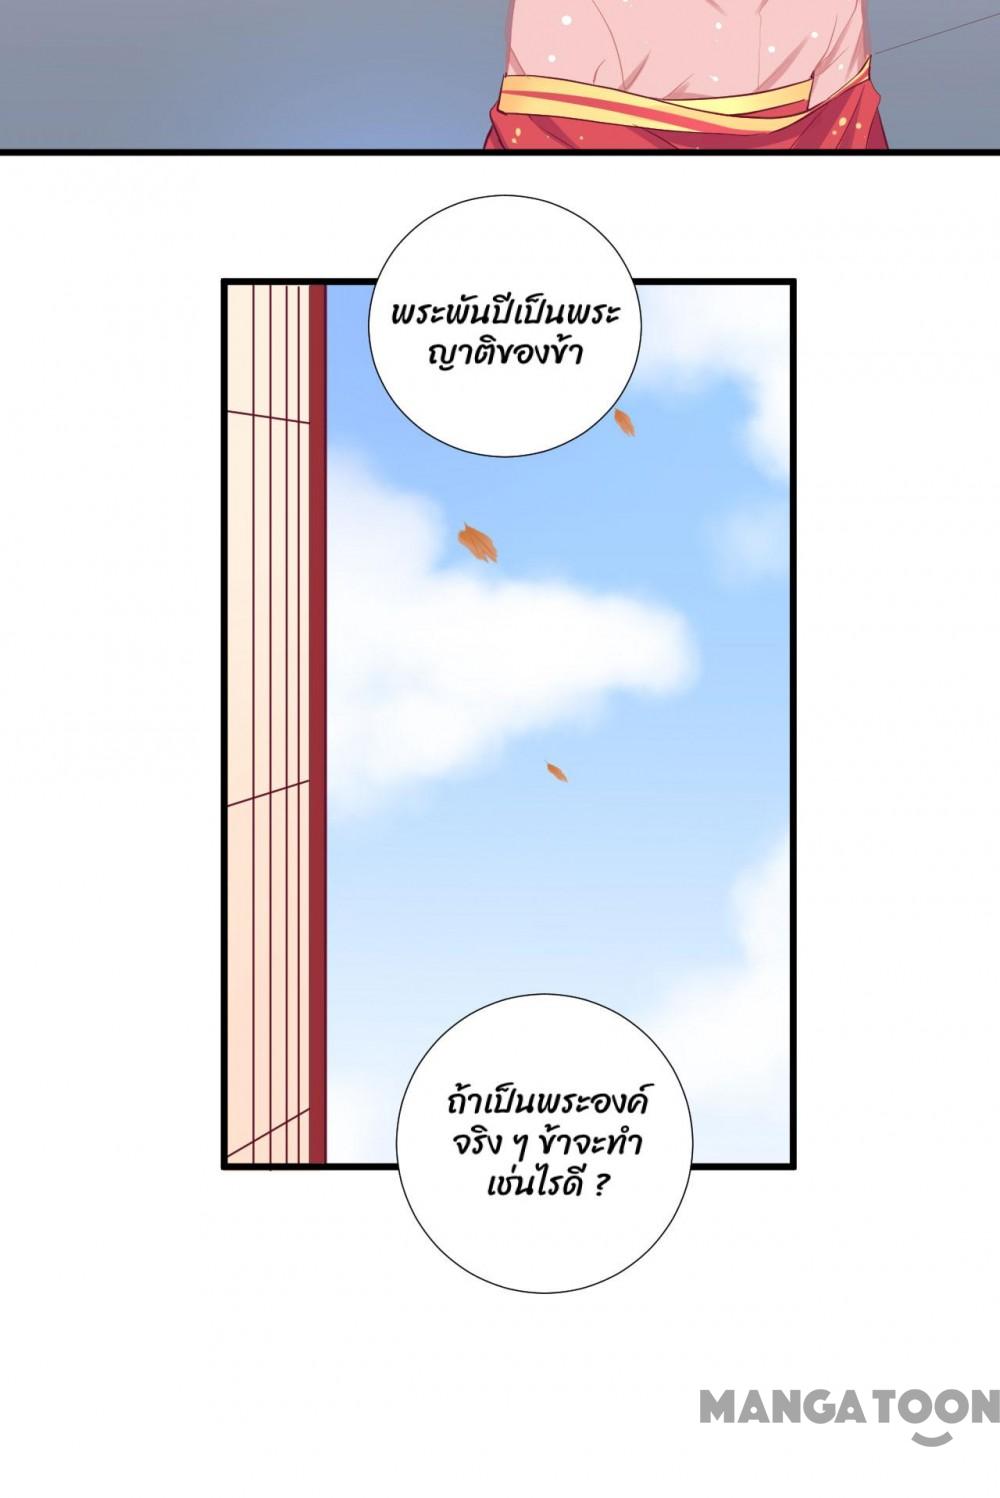 พระพันปีเป็นพระ
ญาติของข้า
ถ้าเป็นพระองค์
จริง ๆ ข้าจะทำ
เช่นไรดี ?
MANGATOON